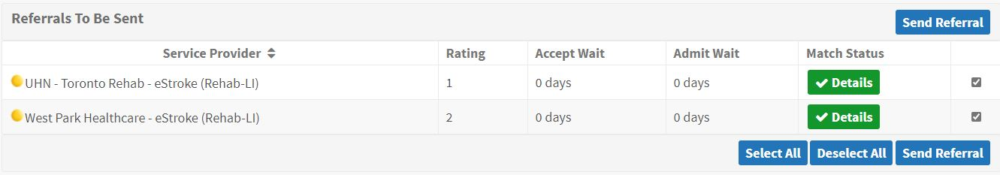 Referrals To Be Sent
Send Referral
Service Provider Rating Accept Wait Admit Wait Match Status
UHN - Toronto Rehab - eStroke (Rehab-LI) 1 0 days 0 days Details
West Park Healthcare - eStroke (Rehab-LI) 2 0 days 0 days Details
Select All Deselect All Send Referral